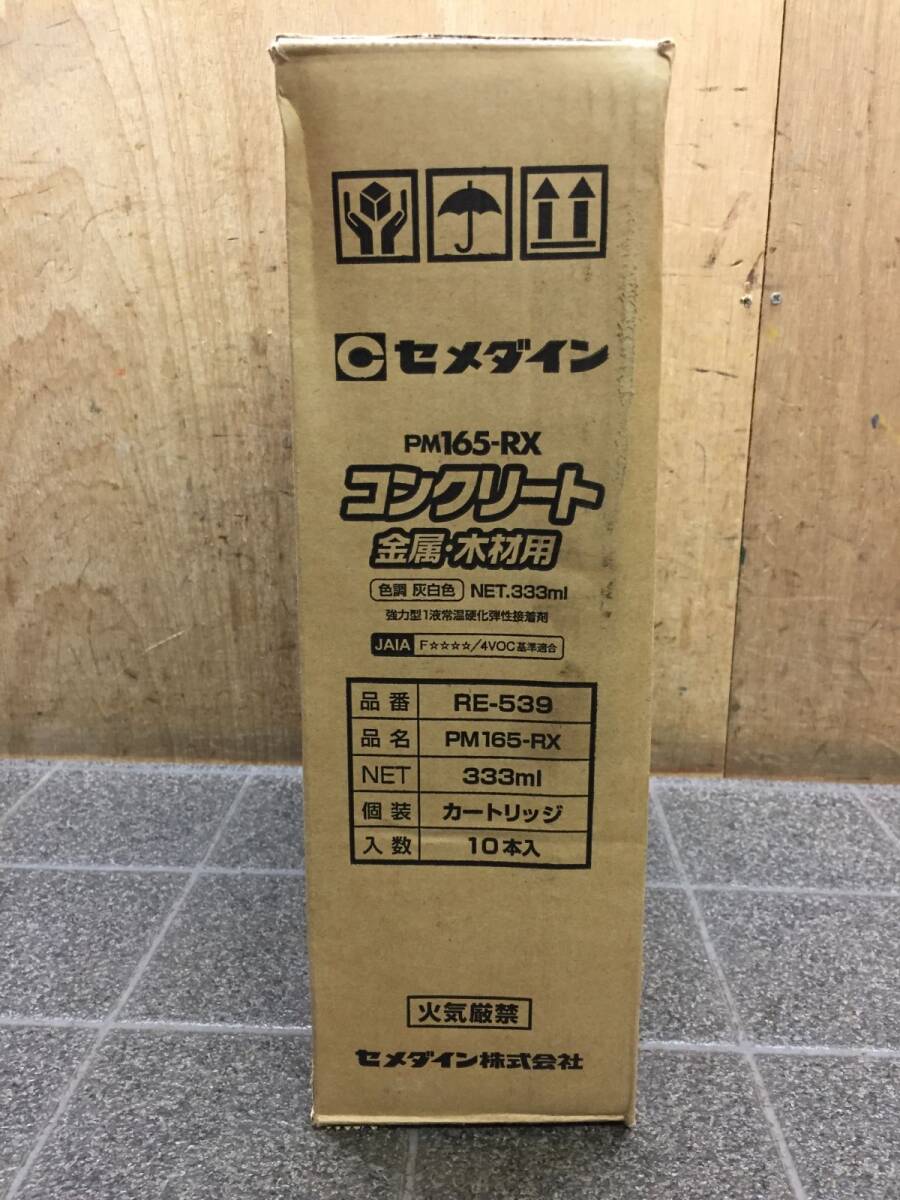 セメダイン
PM165-RX
コンクリート
金属・木材用
色調 灰白色 NET.333ml
強力型1液常温硬化弾性接着剤
JAIA F☆☆☆☆/4VOC基準適合
品番 RE-539
品名 PM165-RX
NET 333ml
個装 カートリッジ
入数 10本入
火気厳禁
セメダイン株式会社